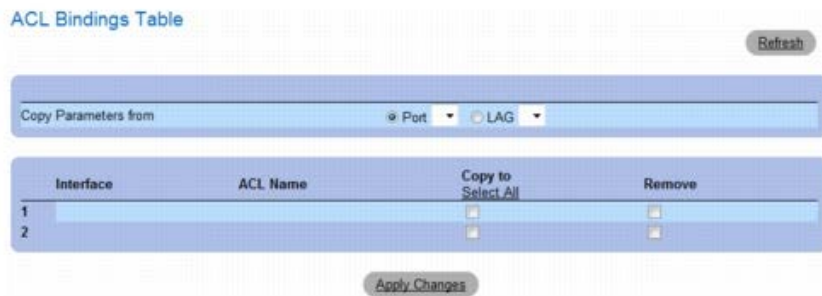 ACL Bindings Table
Refresh
Copy Parameters from Port LAG
Interface ACL Name Copy to Select All Remove
1
2
Apply Changes